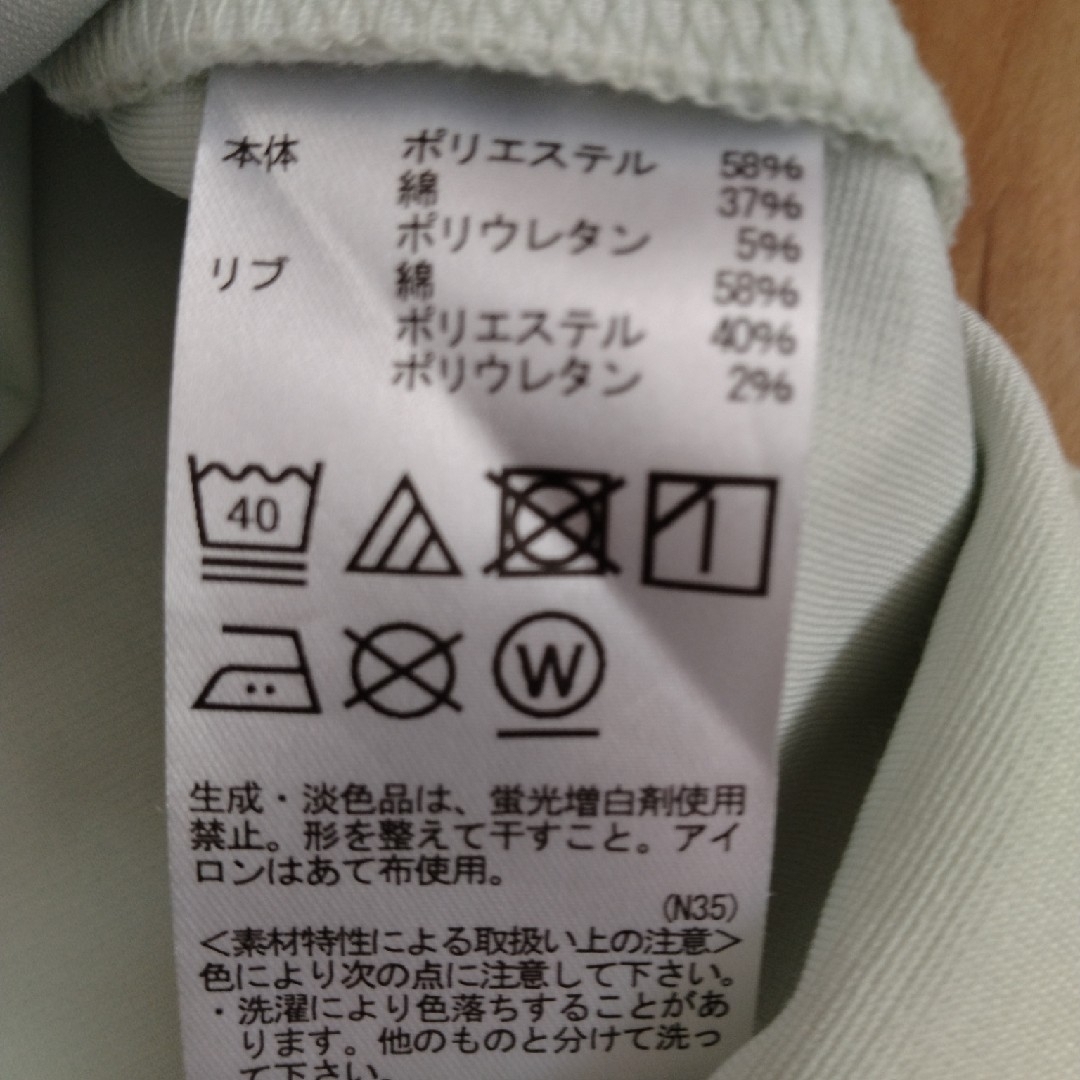 本体 ポリエステル 58%
綿 37%
ポリウレタン 5%
リブ 綿 58%
ポリエステル 40%
ポリウレタン 2%
40
W
生成・淡色品は、蛍光増白剤使用
禁止。形を整えて干すこと。アイ
ロンはあて布使用。
(N35)
＜素材特性による取扱い上の注意＞
色により次の点に注意して下さい。
・洗濯により色落ちすることがあ
ります。他のものと分けて洗っ
て下さい。